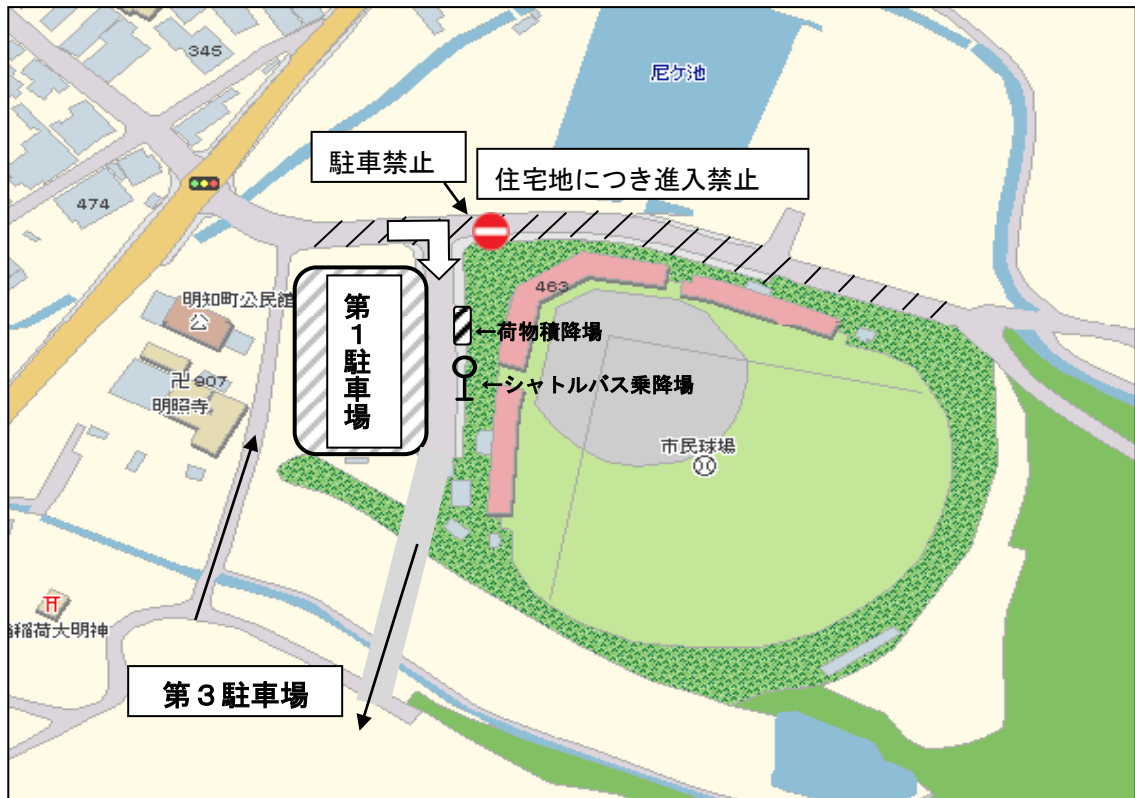 345
尼ケ池
駐車禁止
住宅地につき進入禁止
474
463
明知町公民館
公
第1駐車場
←荷物積降場
←シャトルバス乗降場
卍 907
明照寺
市民球場
稲荷大明神
第3駐車場